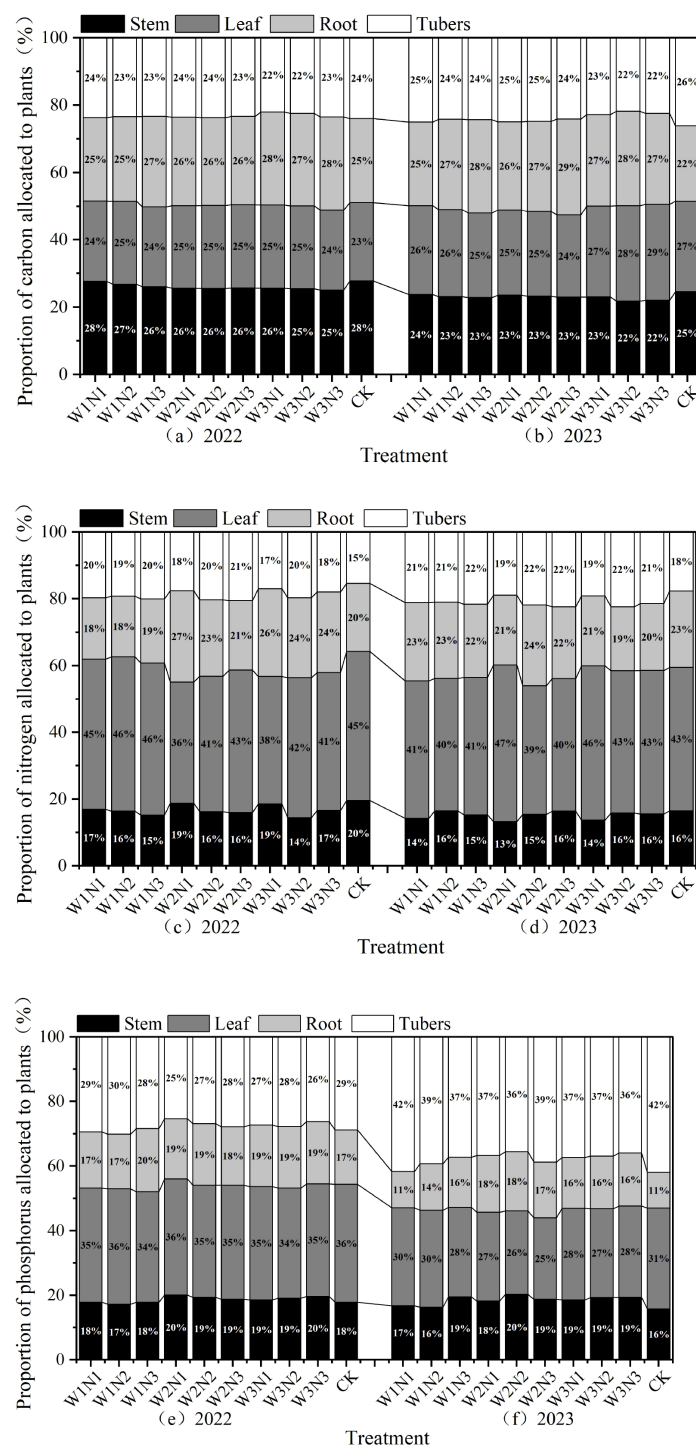 Stem Leaf Root Tubers
Proportion of carbon allocated to plants（%）
100
80
60
40
20
0
24% 23% 23% 24% 24% 23% 22% 22% 23% 24% 25% 24% 24% 25% 25% 24% 23% 22% 22% 26%
25% 25% 27% 26% 26% 26% 28% 27% 28% 25% 25% 27% 28% 26% 27% 29% 27% 28% 27% 22%
24% 25% 24% 25% 25% 25% 25% 25% 24% 23% 26% 26% 25% 25% 25% 24% 27% 28% 29% 27%
28% 27% 26% 26% 26% 26% 26% 25% 25% 28% 24% 23% 23% 23% 23% 23% 23% 22% 22% 25%
W1N1 W1N2 W1N3 W2N1 W2N2 W2N3 W3N1 W3N2 W3N3 CK W1N1 W1N2 W1N3 W2N1 W2N2 W2N3 W3N1 W3N2 W3N3 CK
（a）2022 （b）2023
Treatment
Stem Leaf Root Tubers
Proportion of nitrogen allocated to plants（%）
100
80
60
40
20
0
20% 19% 20% 18% 20% 21% 17% 20% 18% 15% 21% 21% 22% 19% 22% 22% 19% 22% 21% 18%
18% 18% 19% 27% 23% 21% 26% 24% 24% 20% 23% 23% 22% 21% 24% 22% 21% 19% 20% 23%
45% 46% 46% 36% 41% 43% 38% 42% 41% 45% 41% 40% 41% 47% 39% 40% 46% 43% 43% 43%
17% 16% 15% 19% 16% 16% 19% 14% 17% 20% 14% 16% 15% 13% 15% 16% 14% 16% 16% 16%
W1N1 W1N2 W1N3 W2N1 W2N2 W2N3 W3N1 W3N2 W3N3 CK W1N1 W1N2 W1N3 W2N1 W2N2 W2N3 W3N1 W3N2 W3N3 CK
（c）2022 （d）2023
Treatment
Stem Leaf Root Tubers
Proportion of phosphorus allocated to plants（%）
100
80
60
40
20
0
29% 30% 28% 25% 27% 28% 27% 28% 26% 29% 42% 39% 37% 37% 36% 39% 37% 37% 36% 42%
17% 17% 20% 19% 19% 18% 19% 19% 19% 17% 11% 14% 16% 18% 18% 17% 16% 16% 16% 11%
35% 36% 34% 36% 35% 35% 35% 34% 35% 36% 30% 30% 28% 27% 26% 25% 28% 27% 28% 31%
18% 17% 18% 20% 19% 19% 19% 19% 20% 18% 17% 16% 19% 18% 20% 19% 19% 19% 19% 16%
W1N1 W1N2 W1N3 W2N1 W2N2 W2N3 W3N1 W3N2 W3N3 CK W1N1 W1N2 W1N3 W2N1 W2N2 W2N3 W3N1 W3N2 W3N3 CK
（e）2022 （f）2023
Treatment